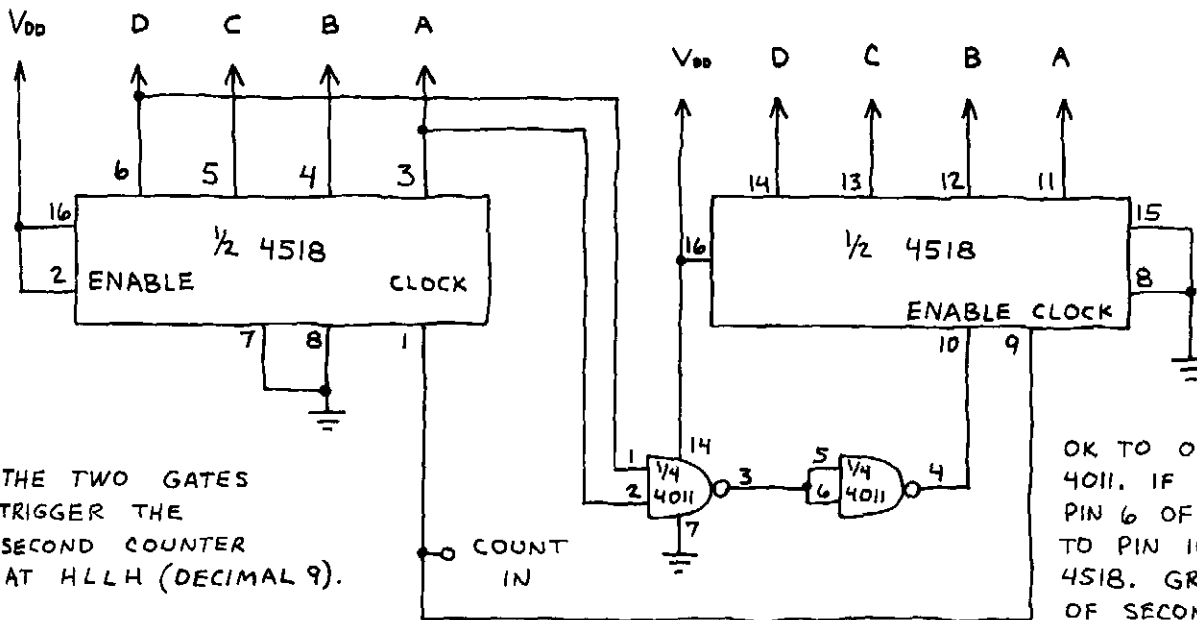 VDD D C B A
VDD D C B A
6 5 4 3
16
1/2 4518
2 ENABLE CLOCK
7 8 1
14 13 12 11
16
1/2 4518
15
8
ENABLE CLOCK
10 9
1
2
1/4
4011
14
3
7
5
6
1/4
4011
4
COUNT
IN
THE TWO GATES
TRIGGER THE
SECOND COUNTER
AT HLLH (DECIMAL 9).
OK TO
4011. IF
PIN 6 OF
TO PIN
4518.
OF